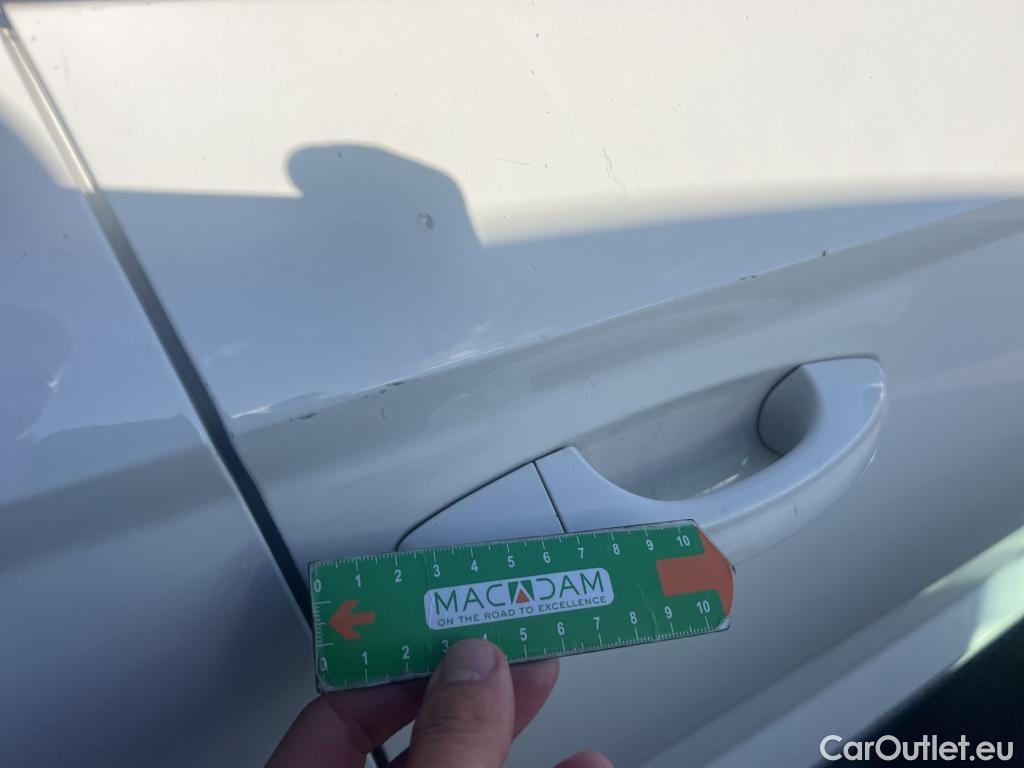 0 1 2 3 4 5 6 7 8 9 10
MACADAM
ON THE ROAD TO EXCELLENCE
0 1 2 3 4 5 6 7 8 9 10
CarOutlet.eu